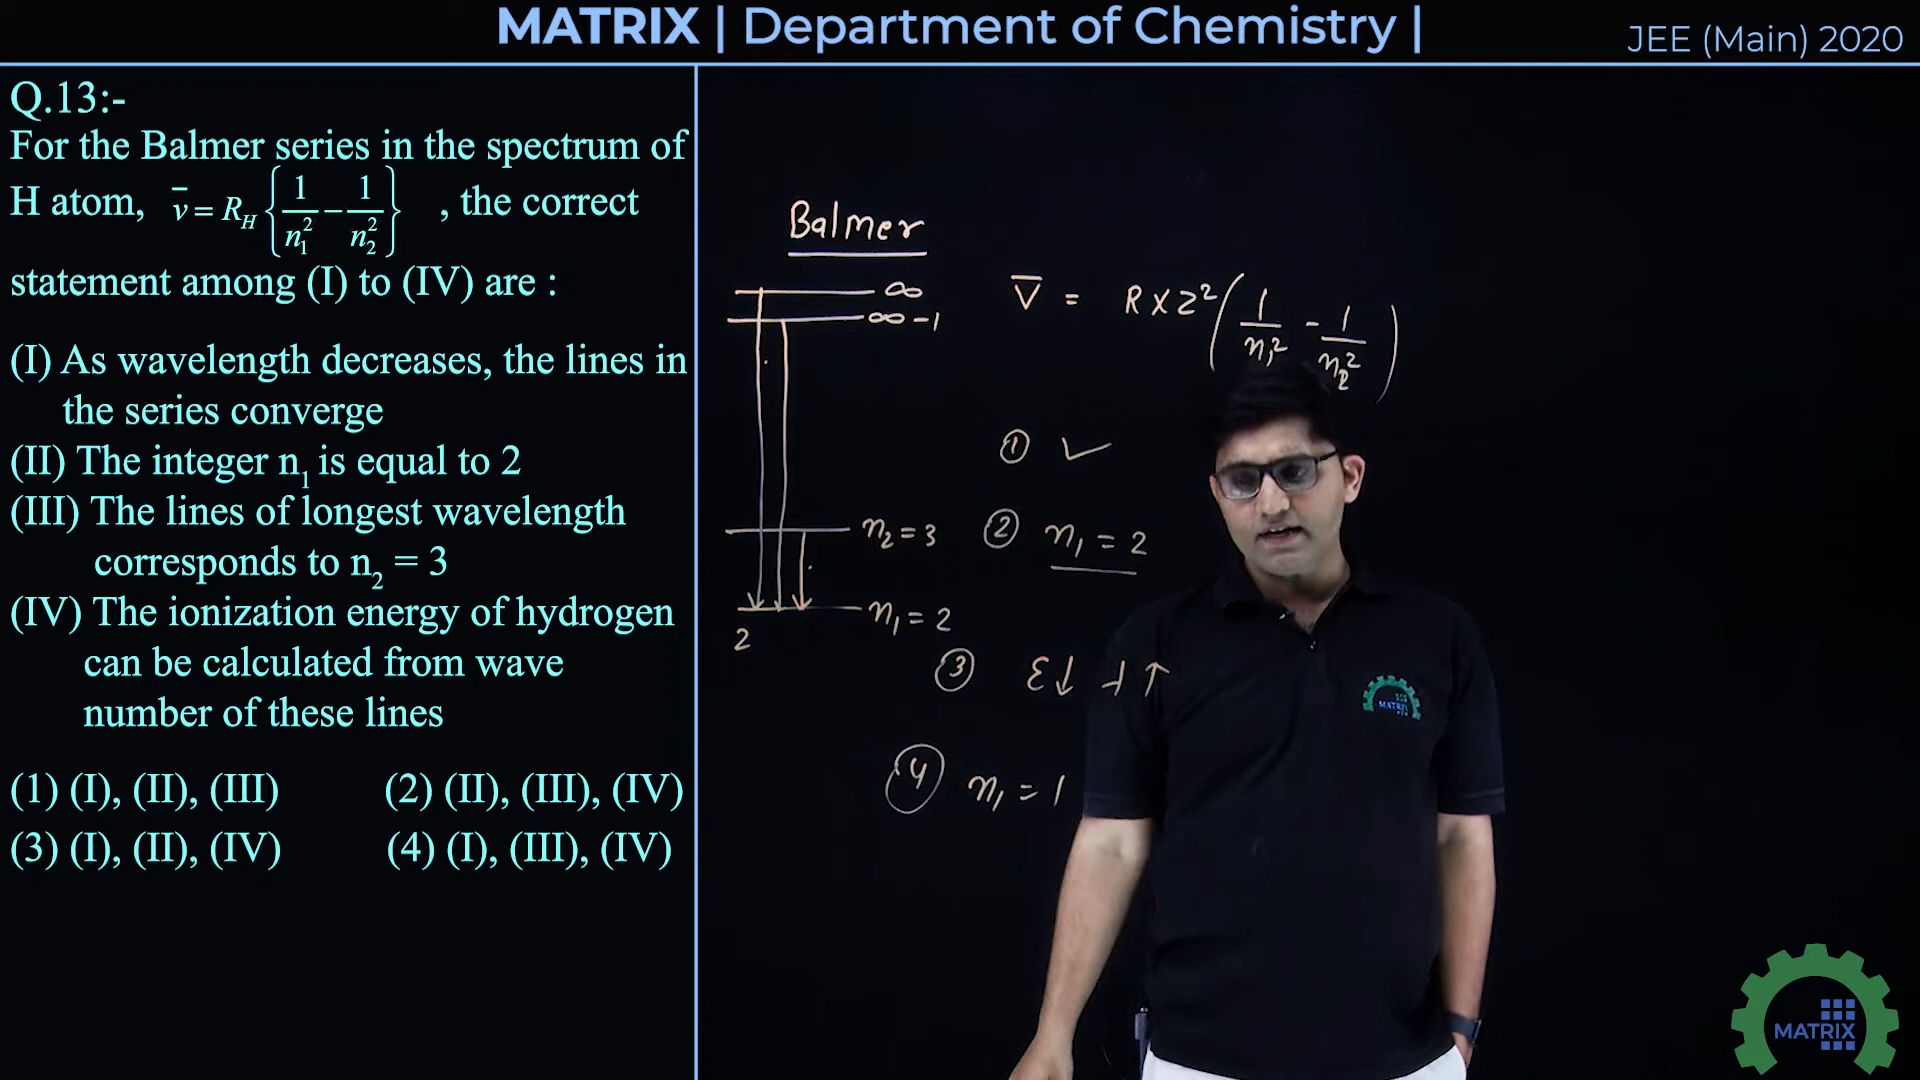 MATRIX | Department of Chemistry |
JEE (Main) 2020
Q.13:-
For the Balmer series in the spectrum of
H atom, v̄ = R_H {1/n₁² − 1/n₂²} , the correct
statement among (I) to (IV) are :
(I) As wavelength decreases, the lines in
the series converge
(II) The integer n₁ is equal to 2
(III) The lines of longest wavelength
corresponds to n₂ = 3
(IV) The ionization energy of hydrogen
can be calculated from wave
number of these lines
(1) (I), (II), (III) (2) (II), (III), (IV)
(3) (I), (II), (IV) (4) (I), (III), (IV)
Balmer
∞
∞-1
n₂ = 3
n₁ = 2
2
V̄ = R X Z² (1/n₁² - 1/n₂²)
① ✓
② n₁ = 2
③ E↓ λ↑
④ n₁ = 1
MATRIX
MATRIX